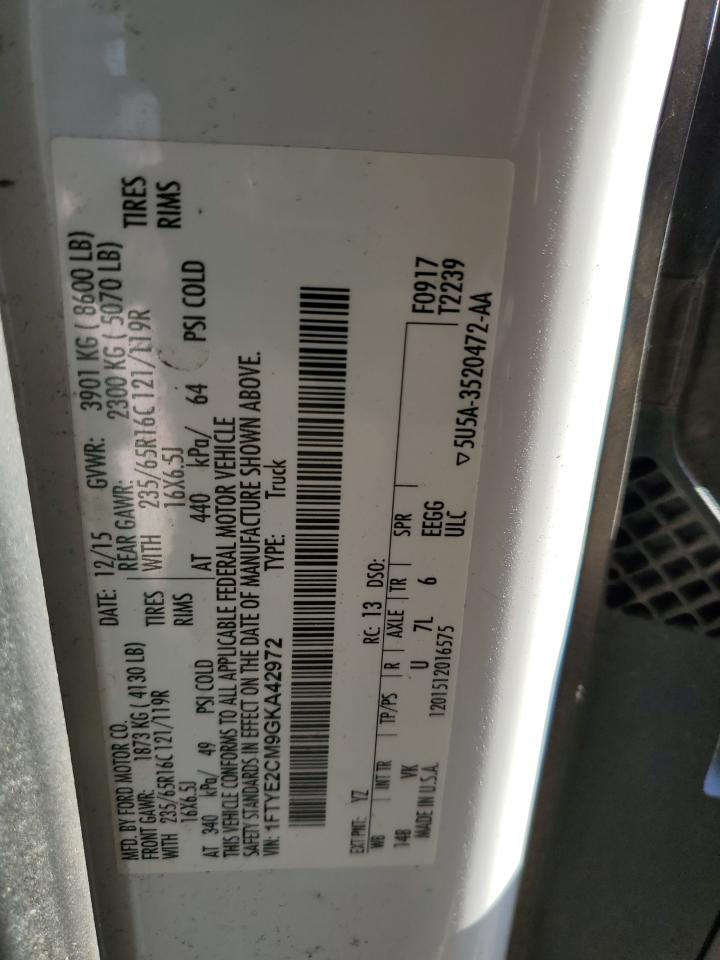 MFD. BY FORD MOTOR CO.
DATE: 12/15 GVWR: 3901 KG ( 8600 LB)
FRONT GAWR: 1873 KG ( 4130 LB)
REAR GAWR: 2300 KG ( 5070 LB)
WITH 235/65R16C 121/119R TIRES
WITH 235/65R16C 121/119R TIRES
16X6.5J RIMS
16X6.5J RIMS
AT 340 kPa/ 49 PSI COLD
AT 440 kPa/ 64 PSI COLD
THIS VEHICLE CONFORMS TO ALL APPLICABLE FEDERAL MOTOR VEHICLE
SAFETY STANDARDS IN EFFECT ON THE DATE OF MANUFACTURE SHOWN ABOVE.
VIN: 1FTYE2CM9GKA42972 TYPE: Truck
EXT PNT: YZ RC: 13 DSO:
WB INT TR TP/PS R AXLE TR SPR
148 VK U 7L 6 EEGG
ULC
F0917
T2239
MADE IN U.S.A. 1201512016575 ▽5U5A-3520472-AA